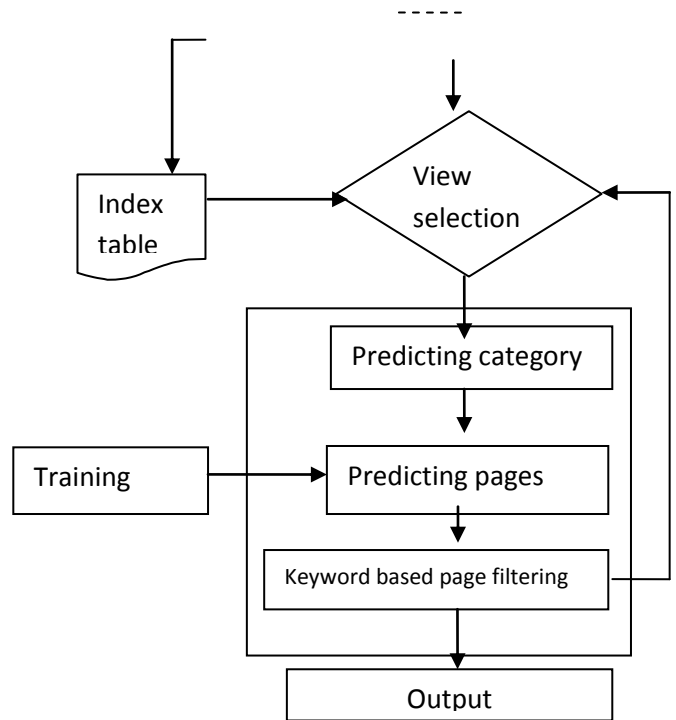 View
selection
Index
table
Predicting category
Training
Predicting pages
Keyword based page filtering
Output